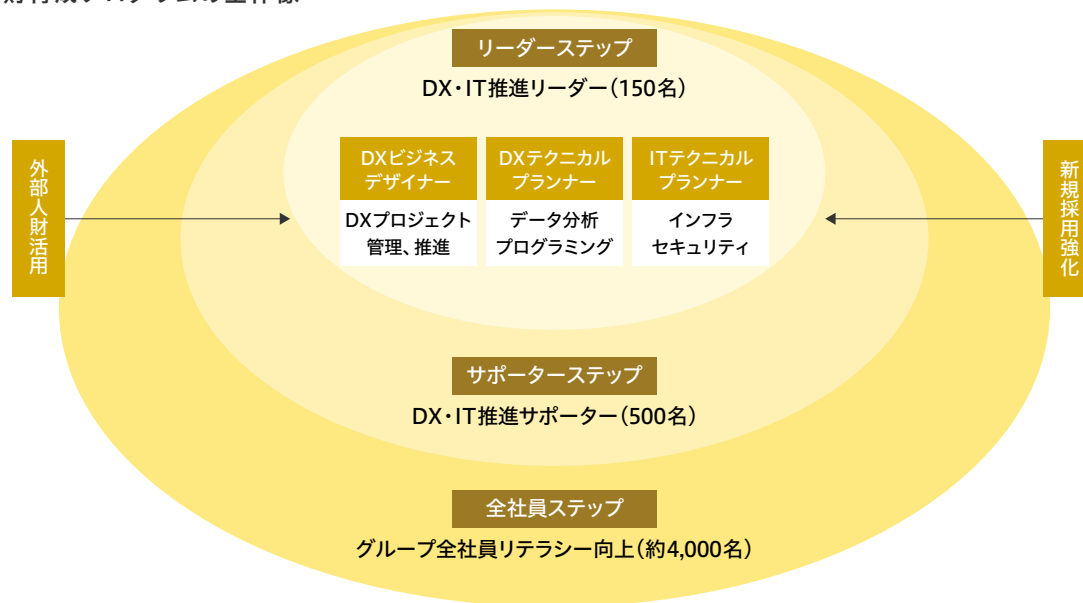 リーダーステップ
DX・IT推進リーダー（150名）
外部人財活用
DXビジネス
デザイナー
DXプロジェクト
管理、推進
DXテクニカル
プランナー
データ分析
プログラミング
ITテクニカル
プランナー
インフラ
セキュリティ
新規採用強化
サポーターステップ
DX・IT推進サポーター（500名）
全社員ステップ
グループ全社員リテラシー向上（約4,000名）